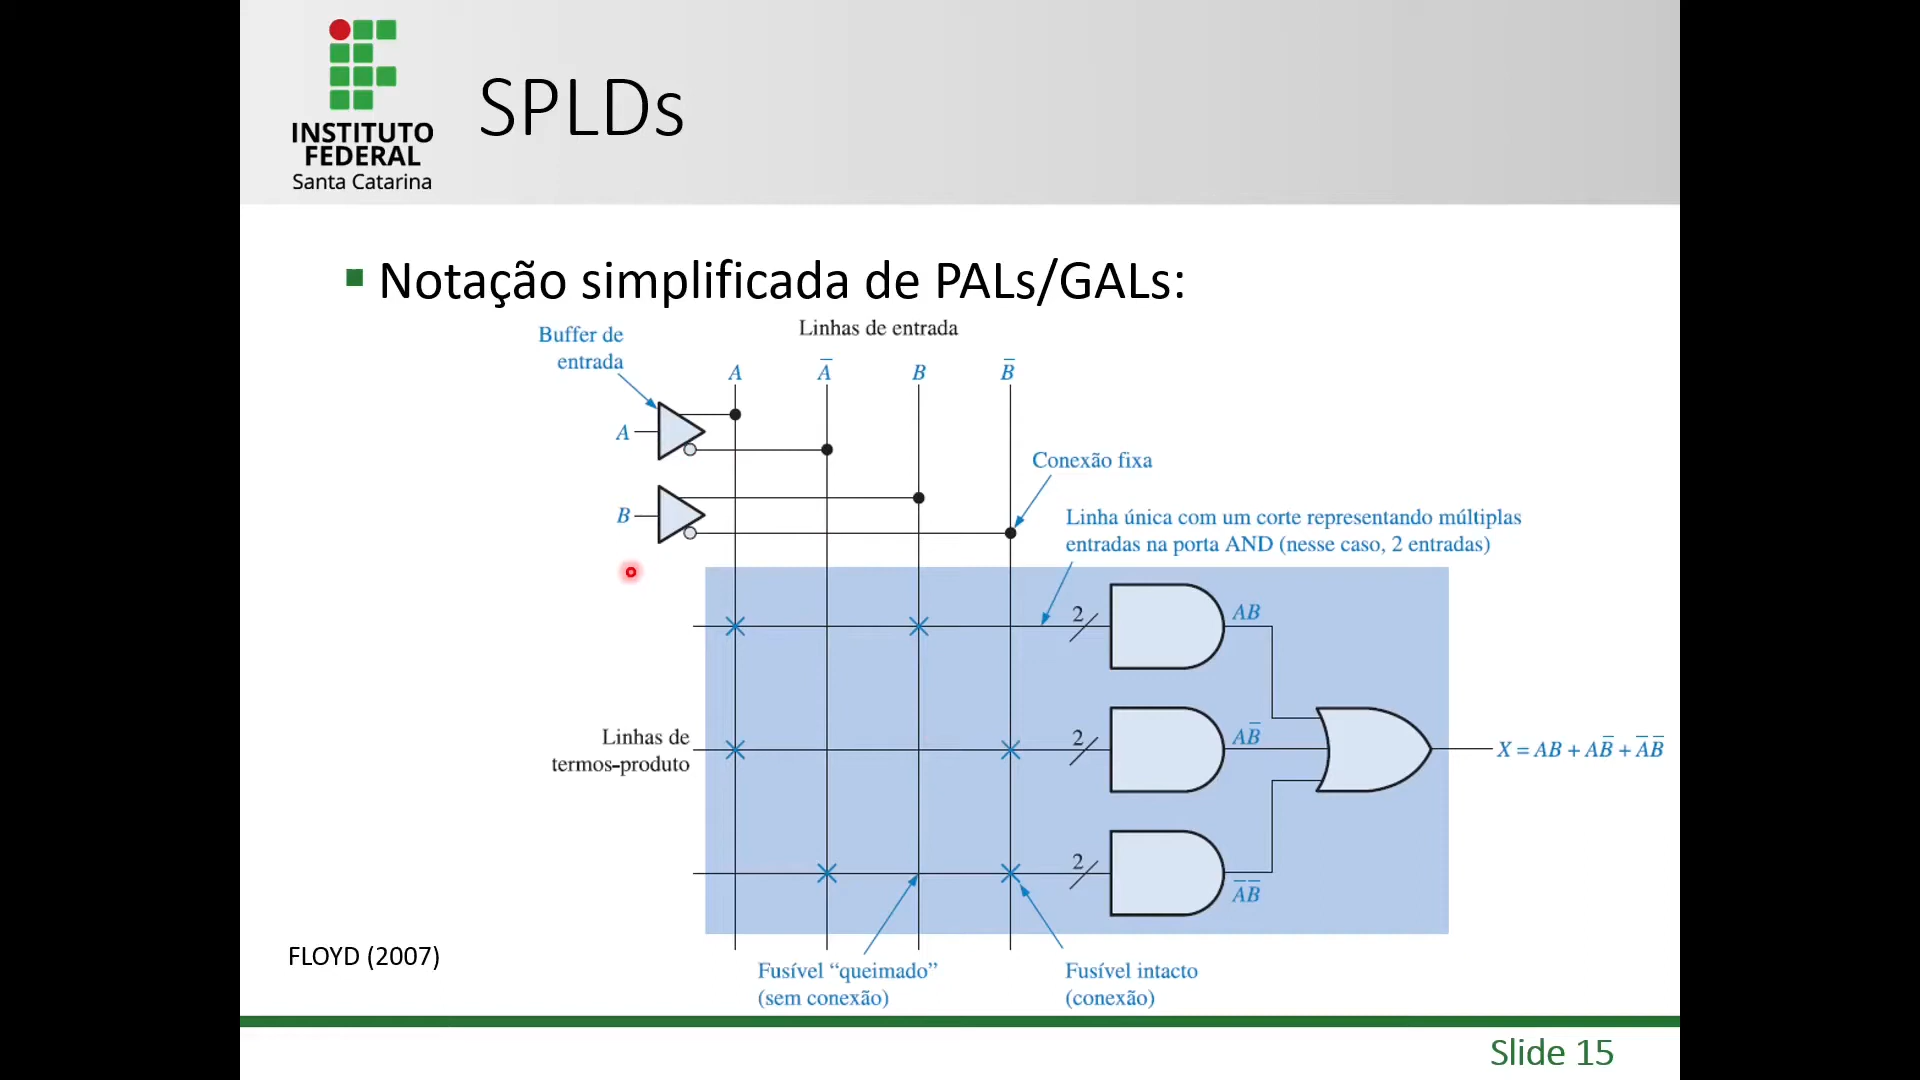 INSTITUTO
FEDERAL
Santa Catarina
SPLDs
Notação simplificada de PALs/GALs:
Buffer de
entrada
Linhas de entrada
A
A̅
B
B̅
A
B
Conexão fixa
Linha única com um corte representando múltiplas
entradas na porta AND (nesse caso, 2 entradas)
2
AB
Linhas de
termos-produto
2
AB̅
X = AB + AB̅ + A̅B̅
2
A̅B̅
Fusível “queimado”
(sem conexão)
Fusível intacto
(conexão)
FLOYD (2007)
Slide 15